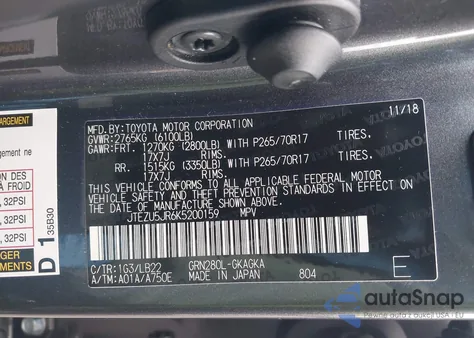 11/18
MFD.BY:TOYOTA MOTOR CORPORATION
GVWR:2765KG (6100LB)
GAWR:FRT. 1270KG (2800LB) WITH P265/70R17 TIRES.
17X7J RIMS.
RR. 1515KG (3350LB) WITH P265/70R17 TIRES.
17X7J RIMS.
THIS VEHICLE CONFORMS TO ALL APPLICABLE FEDERAL MOTOR
VEHICLE SAFETY AND THEFT PREVENTION STANDARDS IN
EFFECT ON THE DATE OF MANUFACTURE SHOWN ABOVE.
JTEZU5JR6K5200159 MPV
C/TR:1G3/LB22 GRN280L-GKAGKA
A/TM:A01A/A750E MADE IN JAPAN 804
E
ement ne
À FROID
, 32PSI
, 32PSI
, 32PSI
D1
35B30
autoSnap